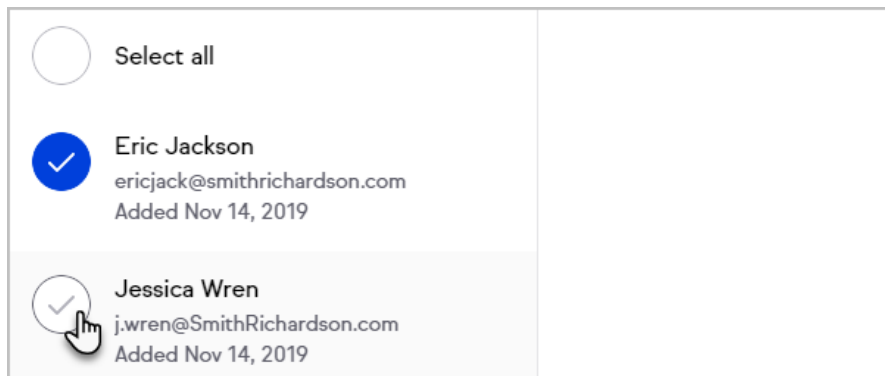 Select all
Eric Jackson
ericjack@smithrichardson.com
Added Nov 14, 2019
Jessica Wren
j.wren@SmithRichardson.com
Added Nov 14, 2019